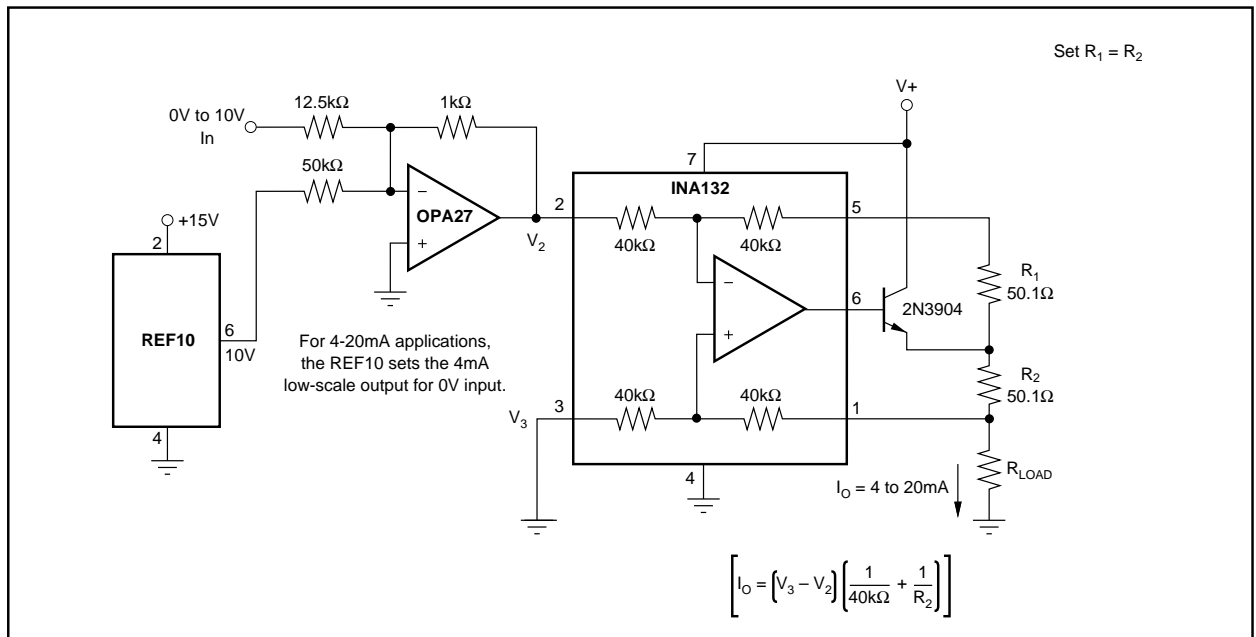 Set R1 = R2
V+
0V to 10V
In
12.5kΩ
1kΩ
50kΩ
OPA27
−
+
V2
+15V
2
REF10
6
10V
4
For 4-20mA applications,
the REF10 sets the 4mA
low-scale output for 0V input.
7
INA132
2
40kΩ
40kΩ
5
−
+
6
2N3904
R1
50.1Ω
R2
50.1Ω
V3
3
40kΩ
40kΩ
1
4
IO = 4 to 20mA
RLOAD
[IO = (V3 – V2) (1/40kΩ + 1/R2)]